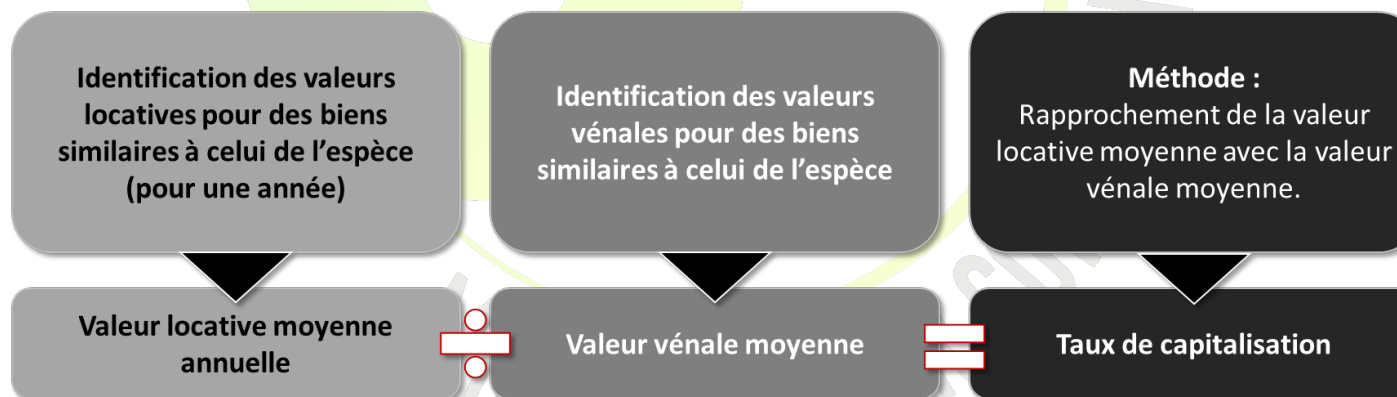 Identification des valeurs
locatives pour des biens
similaires à celui de l’espèce
(pour une année)
Identification des valeurs
vénales pour des biens
similaires à celui de l’espèce
Méthode :
Rapprochement de la valeur
locative moyenne avec la valeur
vénale moyenne.
Valeur locative moyenne
annuelle
÷
Valeur vénale moyenne
=
Taux de capitalisation